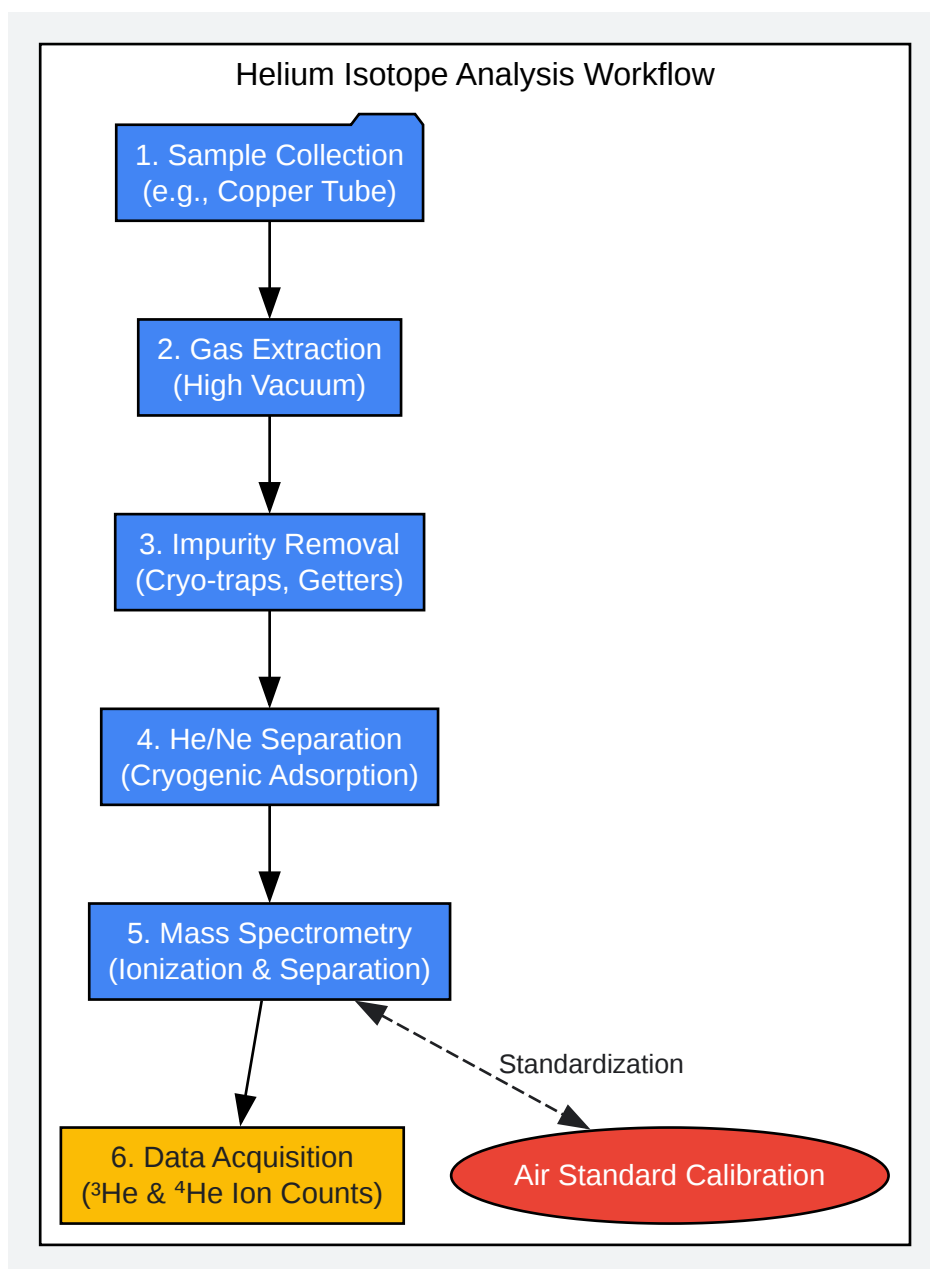 Helium Isotope Analysis Workflow
1. Sample Collection
(e.g., Copper Tube)
2. Gas Extraction
(High Vacuum)
3. Impurity Removal
(Cryo-traps, Getters)
4. He/Ne Separation
(Cryogenic Adsorption)
5. Mass Spectrometry
(Ionization & Separation)
Standardization
6. Data Acquisition
(³He & ⁴He Ion Counts)
Air Standard Calibration